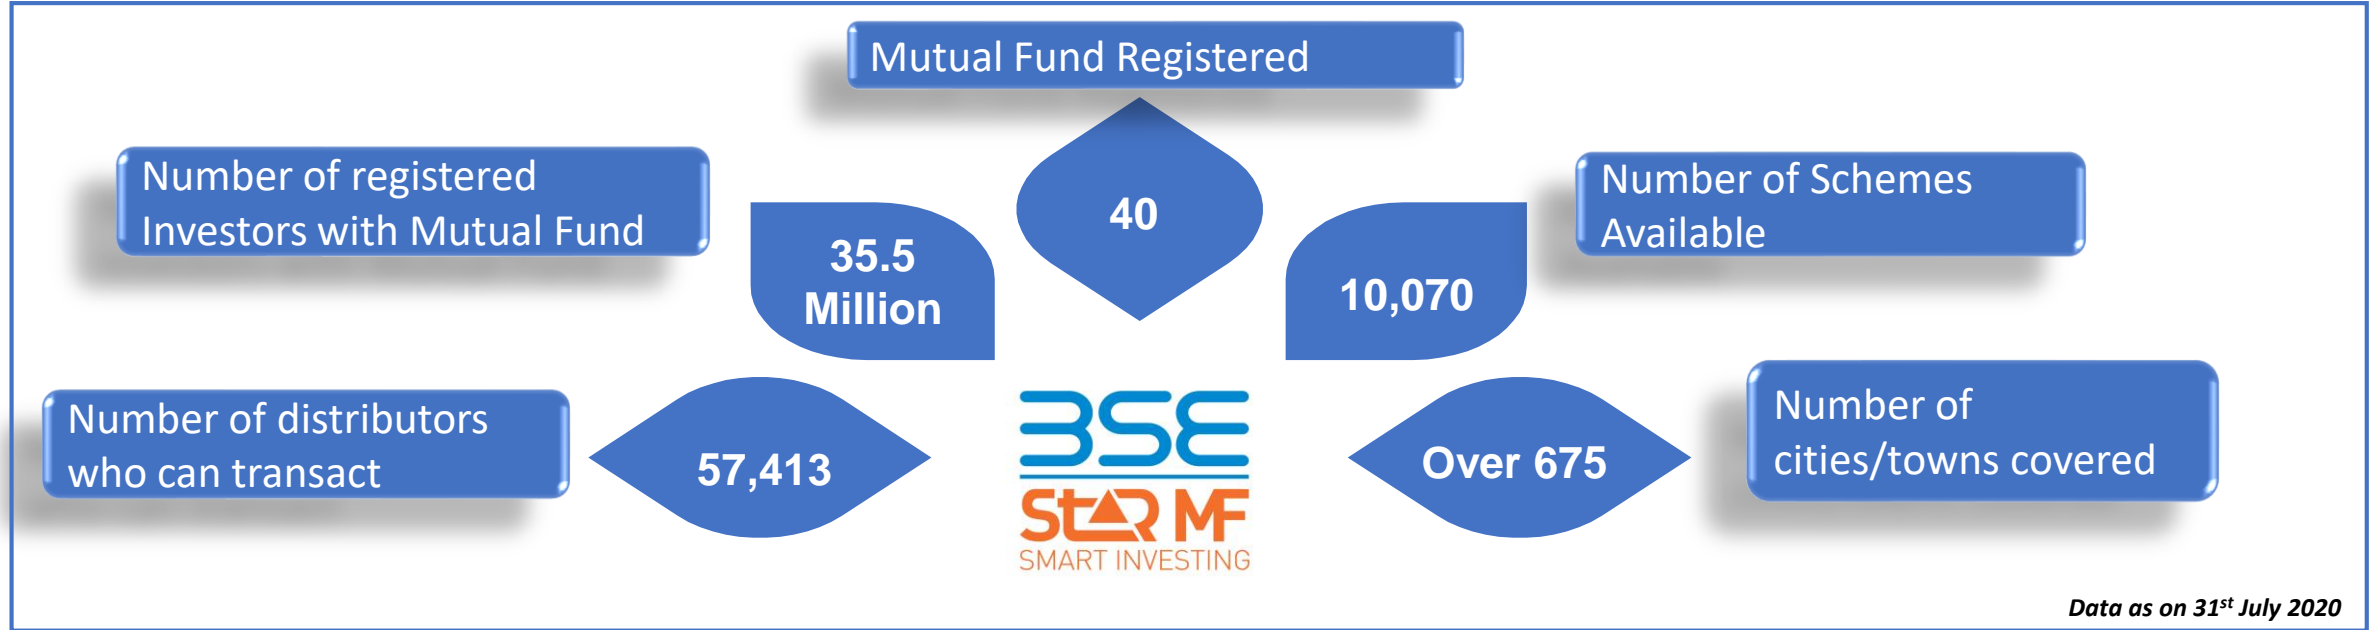 Mutual Fund Registered
40
Number of registered
Investors with Mutual Fund
35.5
Million
Number of Schemes
Available
10,070
Number of distributors
who can transact
57,413
BSE
StAR MF
SMART INVESTING
Over 675
Number of
cities/towns covered
Data as on 31st July 2020